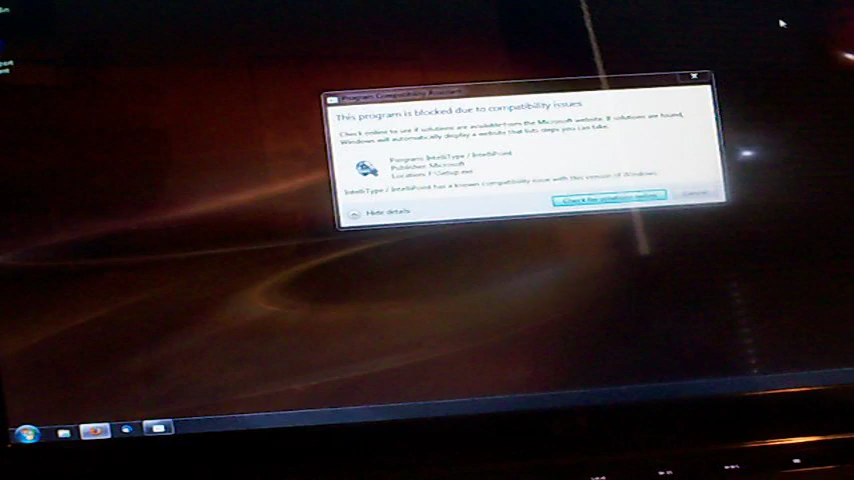 Program Compatibility Assistant
This program is blocked due to compatibility issues
Check online to see if solutions are available from the Microsoft website. If solutions are found,
Windows will automatically display a website that lists steps you can take.
Program: IntelliType / IntelliPoint
Publisher: Microsoft
Location: F:\Setup.exe
IntelliType / IntelliPoint has a known compatibility issue with this version of Windows.
Hide details
Check for solutions online
Cancel